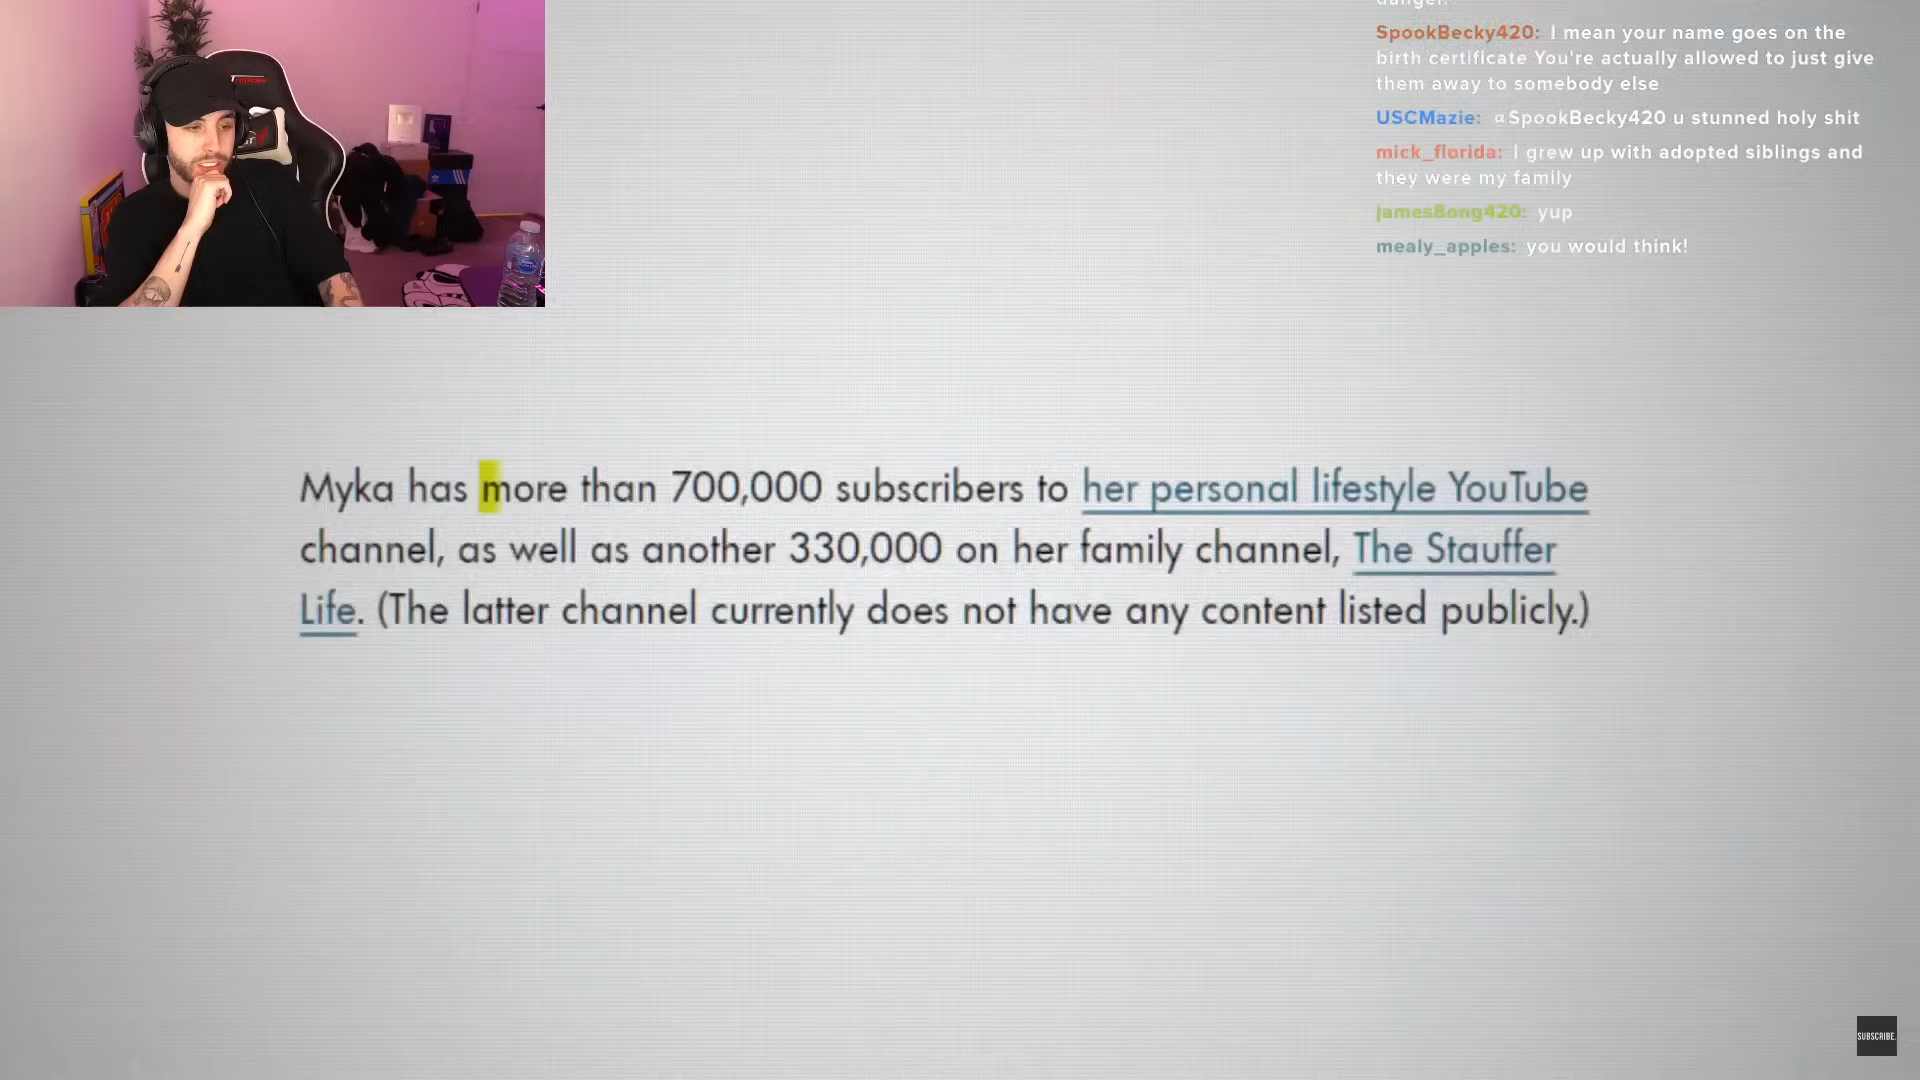 danger.
SpookBecky420: I mean your name goes on the
birth certificate You're actually allowed to just give
them away to somebody else
USCMazie: @SpookBecky420 u stunned holy shit
mick_florida: I grew up with adopted siblings and
they were my family
james8ong420: yup
mealy_apples: you would think!
Myka has more than 700,000 subscribers to her personal lifestyle YouTube
channel, as well as another 330,000 on her family channel, The Stauffer
Life. (The latter channel currently does not have any content listed publicly.)
SUBSCRIBE.